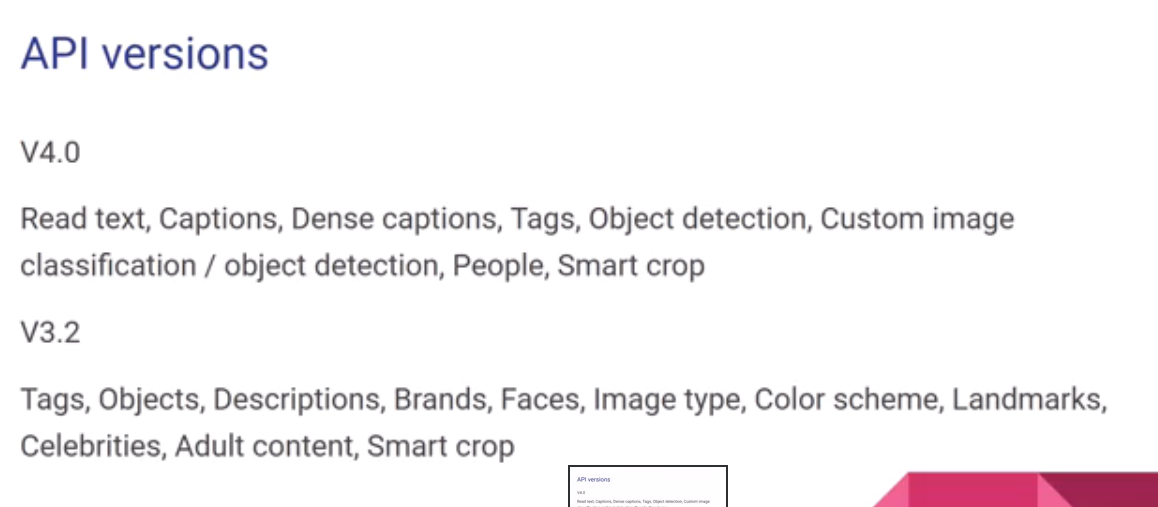 API versions
V4.0
Read text, Captions, Dense captions, Tags, Object detection, Custom image
classification / object detection, People, Smart crop
V3.2
Tags, Objects, Descriptions, Brands, Faces, Image type, Color scheme, Landmarks,
Celebrities, Adult content, Smart crop
API versions
V4.0
Read text, Captions, Dense captions, Tags, Object detection, Custom image